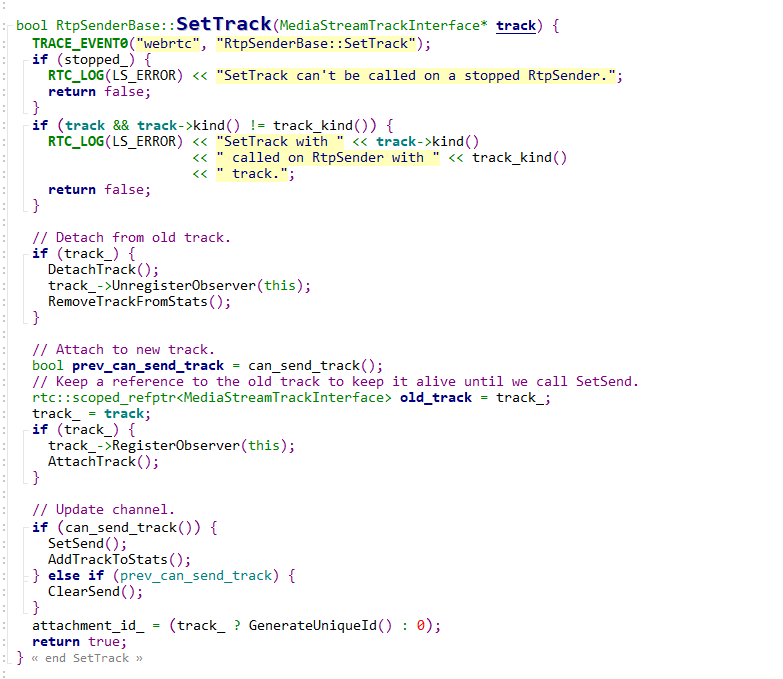 bool RtpSenderBase::SetTrack(MediaStreamTrackInterface* track) {
  TRACE_EVENT0("webrtc", "RtpSenderBase::SetTrack");
  if (stopped_) {
    RTC_LOG(LS_ERROR) << "SetTrack can't be called on a stopped RtpSender.";
    return false;
  }
  if (track && track->kind() != track_kind()) {
    RTC_LOG(LS_ERROR) << "SetTrack with " << track->kind()
                      << " called on RtpSender with " << track_kind()
                      << " track.";
    return false;
  }

  // Detach from old track.
  if (track_) {
    DetachTrack();
    track_->UnregisterObserver(this);
    RemoveTrackFromStats();
  }

  // Attach to new track.
  bool prev_can_send_track = can_send_track();
  // Keep a reference to the old track to keep it alive until we call SetSend.
  rtc::scoped_refptr<MediaStreamTrackInterface> old_track = track_;
  track_ = track;
  if (track_) {
    track_->RegisterObserver(this);
    AttachTrack();
  }

  // Update channel.
  if (can_send_track()) {
    SetSend();
    AddTrackToStats();
  } else if (prev_can_send_track) {
    ClearSend();
  }
  attachment_id_ = (track_ ? GenerateUniqueId() : 0);
  return true;
} « end SetTrack »